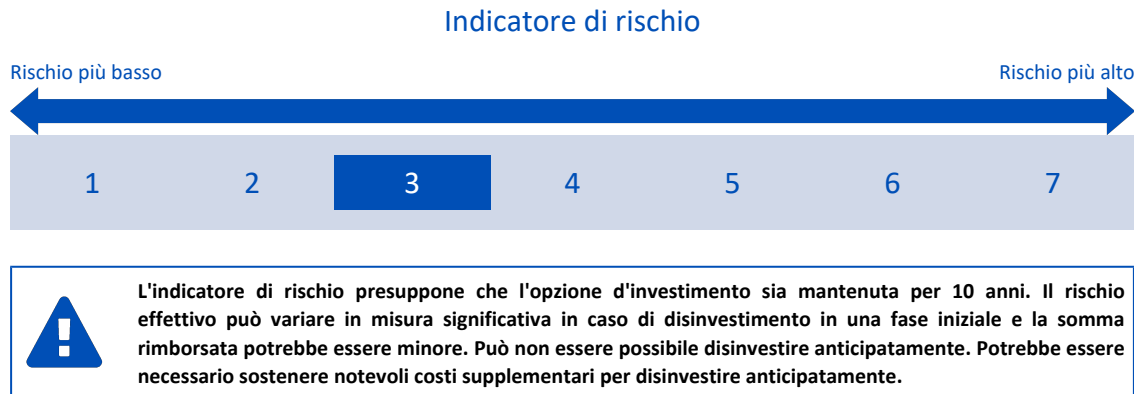 Indicatore di rischio
Rischio più basso Rischio più alto
1 2 3 4 5 6 7
L'indicatore di rischio presuppone che l'opzione d'investimento sia mantenuta per 10 anni. Il rischio
effettivo può variare in misura significativa in caso di disinvestimento in una fase iniziale e la somma
rimborsata potrebbe essere minore. Può non essere possibile disinvestire anticipatamente. Potrebbe essere
necessario sostenere notevoli costi supplementari per disinvestire anticipatamente.